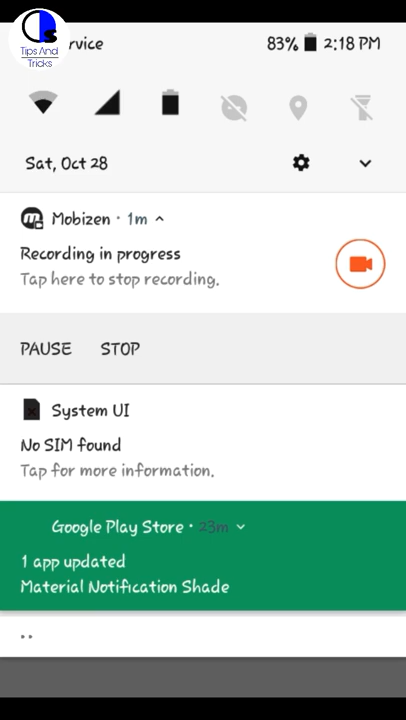 Tips And
Tricks
rvice
83% 2:18 PM
Sat, Oct 28
Mobizen · 1m
Recording in progress
Tap here to stop recording.
PAUSE STOP
System UI
No SIM found
Tap for more information.
Google Play Store · 23m
1 app updated
Material Notification Shade
..